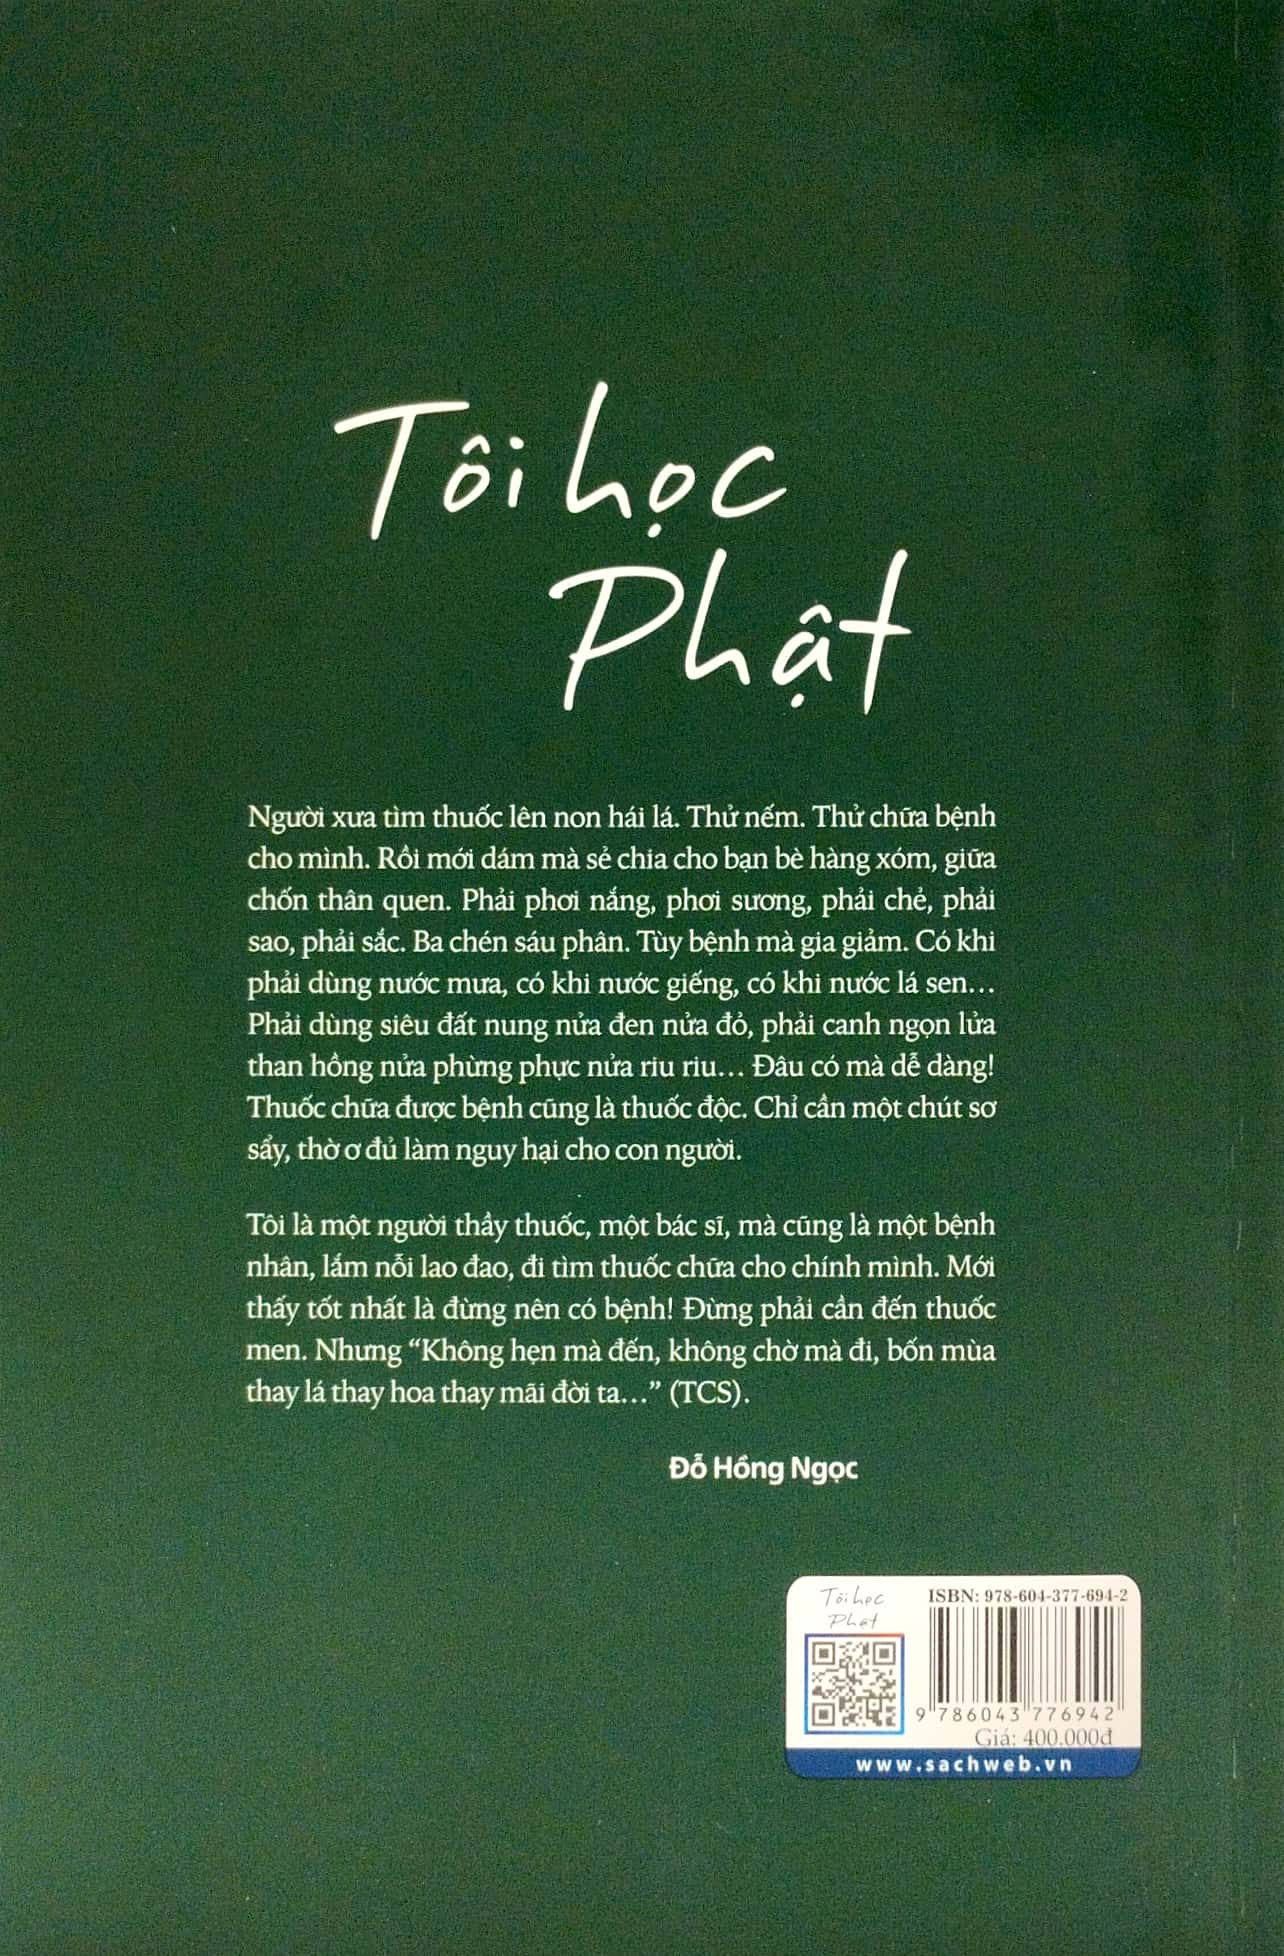 Tôi học
Phật
Người xưa tìm thuốc lên non hái lá. Thử nếm. Thử chữa bệnh
cho mình. Rồi mới dám mà sẻ chia cho bạn bè hàng xóm, giữa
chốn thân quen. Phải phơi nắng, phơi sương, phải chẻ, phải
sao, phải sắc. Ba chén sáu phân. Tùy bệnh mà gia giảm. Có khi
phải dùng nước mưa, có khi nước giếng, có khi nước lá sen…
Phải dùng siêu đất nung nửa đen nửa đỏ, phải canh ngọn lửa
than hồng nửa phừng phực nửa riu riu… Đâu có mà dễ dàng!
Thuốc chữa được bệnh cũng là thuốc độc. Chỉ cần một chút sơ
sẩy, thờ ơ đủ làm nguy hại cho con người.
Tôi là một người thầy thuốc, một bác sĩ, mà cũng là một bệnh
nhân, lắm nỗi lao đao, đi tìm thuốc chữa cho chính mình. Mới
thấy tốt nhất là đừng nên có bệnh! Đừng phải cần đến thuốc
men. Nhưng “Không hẹn mà đến, không chờ mà đi, bốn mùa
thay lá thay hoa thay mãi đời ta…” (TCS).
Đỗ Hồng Ngọc
Tôi học
Phật
ISBN: 978-604-377-694-2
9 786043 776942
Giá: 400.000đ
www.sachweb.vn